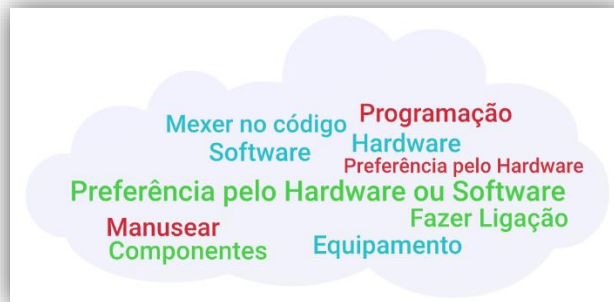 Programação
Mexer no código
Hardware
Software
Preferência pelo Hardware
Preferência pelo Hardware ou Software
Fazer Ligação
Manusear
Equipamento
Componentes